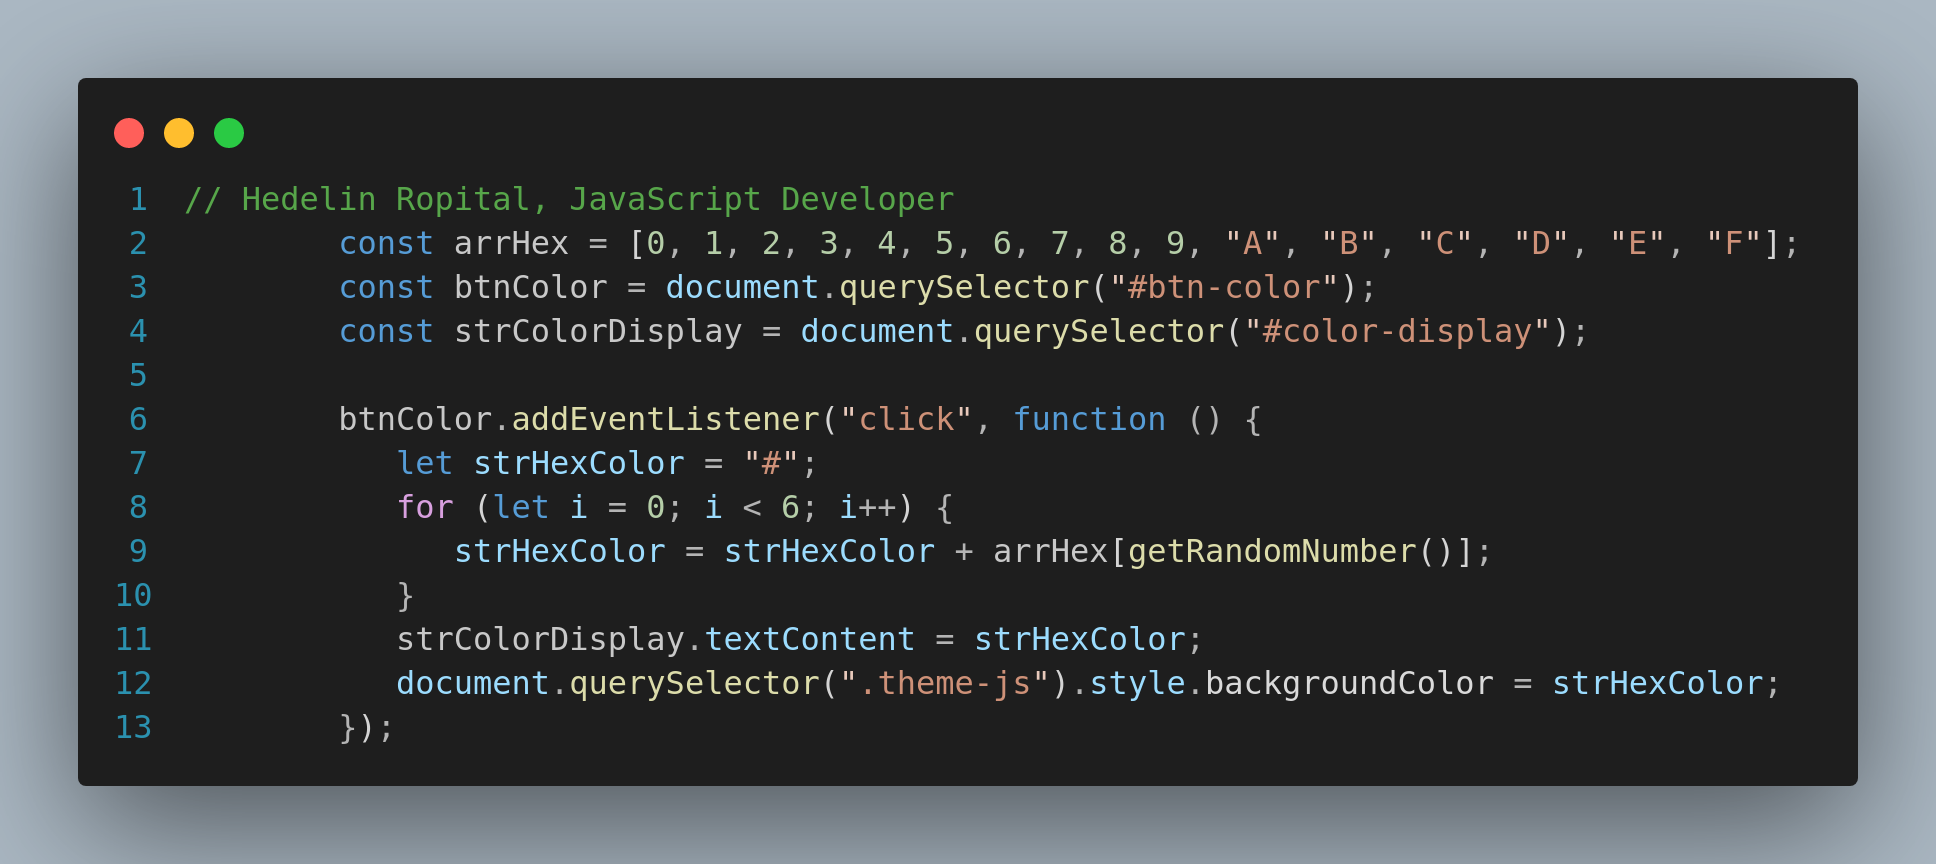 1 // Hedelin Ropital, JavaScript Developer
2         const arrHex = [0, 1, 2, 3, 4, 5, 6, 7, 8, 9, "A", "B", "C", "D", "E", "F"];
3         const btnColor = document.querySelector("#btn-color");
4         const strColorDisplay = document.querySelector("#color-display");
5
6         btnColor.addEventListener("click", function () {
7            let strHexColor = "#";
8            for (let i = 0; i < 6; i++) {
9               strHexColor = strHexColor + arrHex[getRandomNumber()];
10            }
11            strColorDisplay.textContent = strHexColor;
12            document.querySelector(".theme-js").style.backgroundColor = strHexColor;
13         });